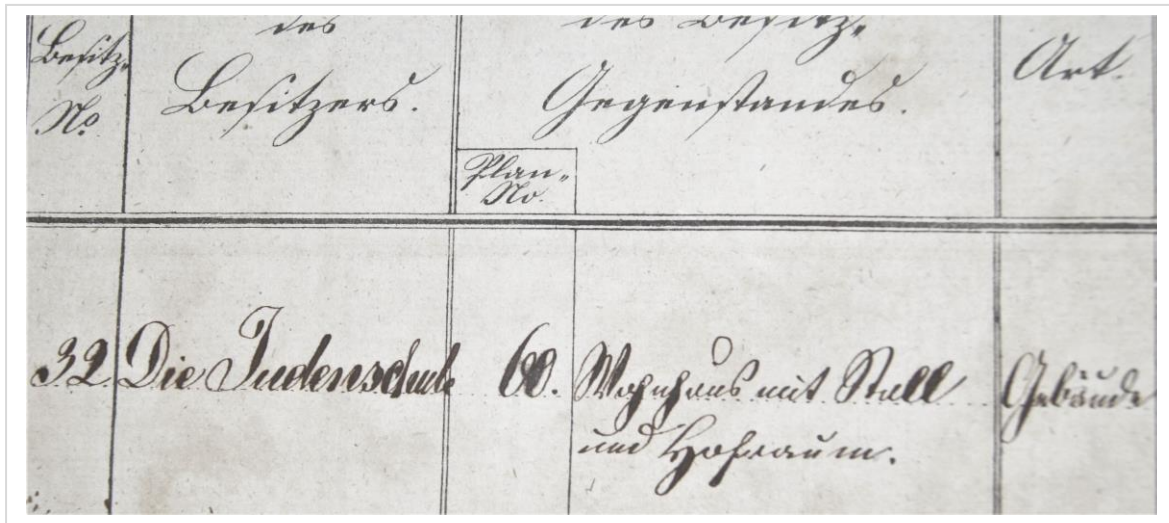 Besitz-
No
des
Besitzers.
des Besitz-
Gegenstandes.
Plan-
No.
Art.
32. Die Judenschule 60. Wohnhaus mit Stall Gebäude
und Hofraum.